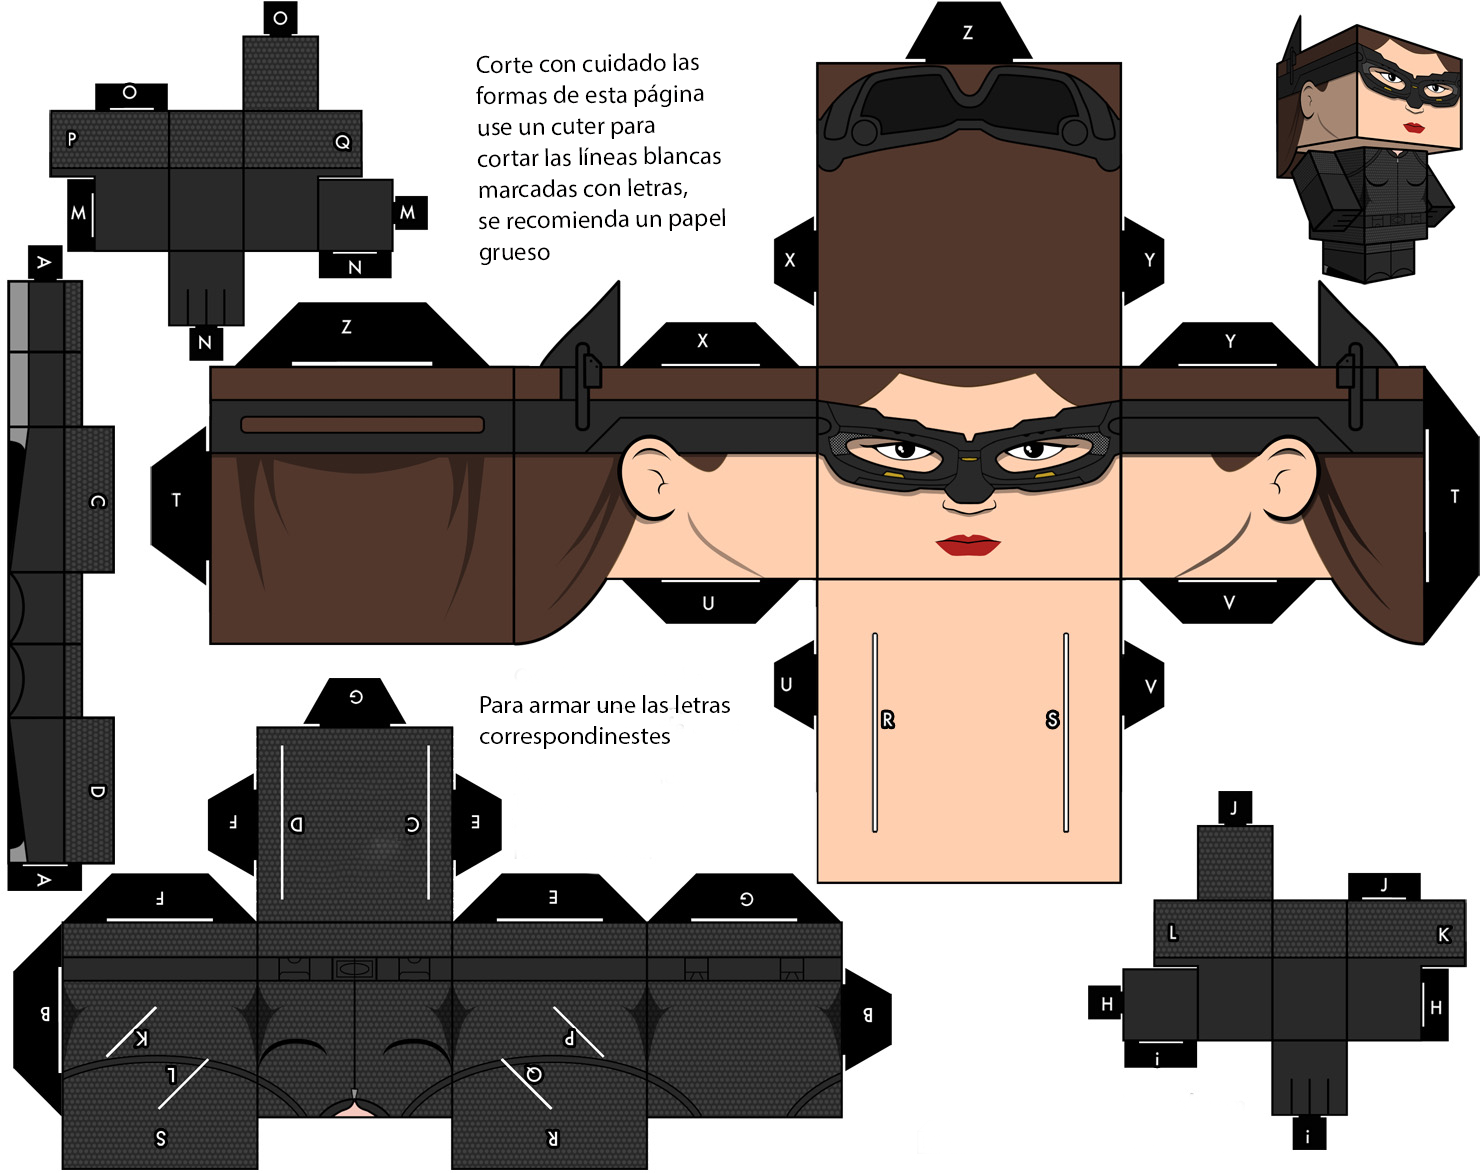 Corte con cuidado las
formas de esta página
use un cuter para
cortar las líneas blancas
marcadas con letras,
se recomienda un papel
grueso
O
O
P
Q
M
M
N
N
A
C
D
A
Z
Z
X
Y
X
Y
T
T
U
V
U
V
R
S
Para armar une las letras
correspondinestes
G
F
D
C
E
F
E
G
B
B
K
L
P
Q
S
R
J
J
L
K
H
H
i
i